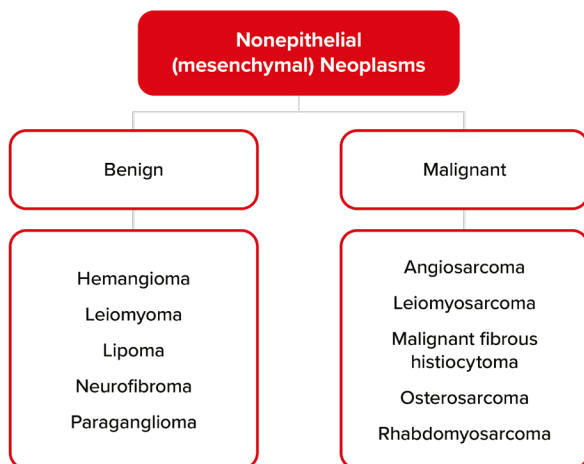 Nonepithelial
(mesenchymal) Neoplasms
Benign
Malignant
Hemangioma
Leiomyoma
Lipoma
Neurofibroma
Paraganglioma
Angiosarcoma
Leiomyosarcoma
Malignant fibrous
histiocytoma
Osterosarcoma
Rhabdomyosarcoma